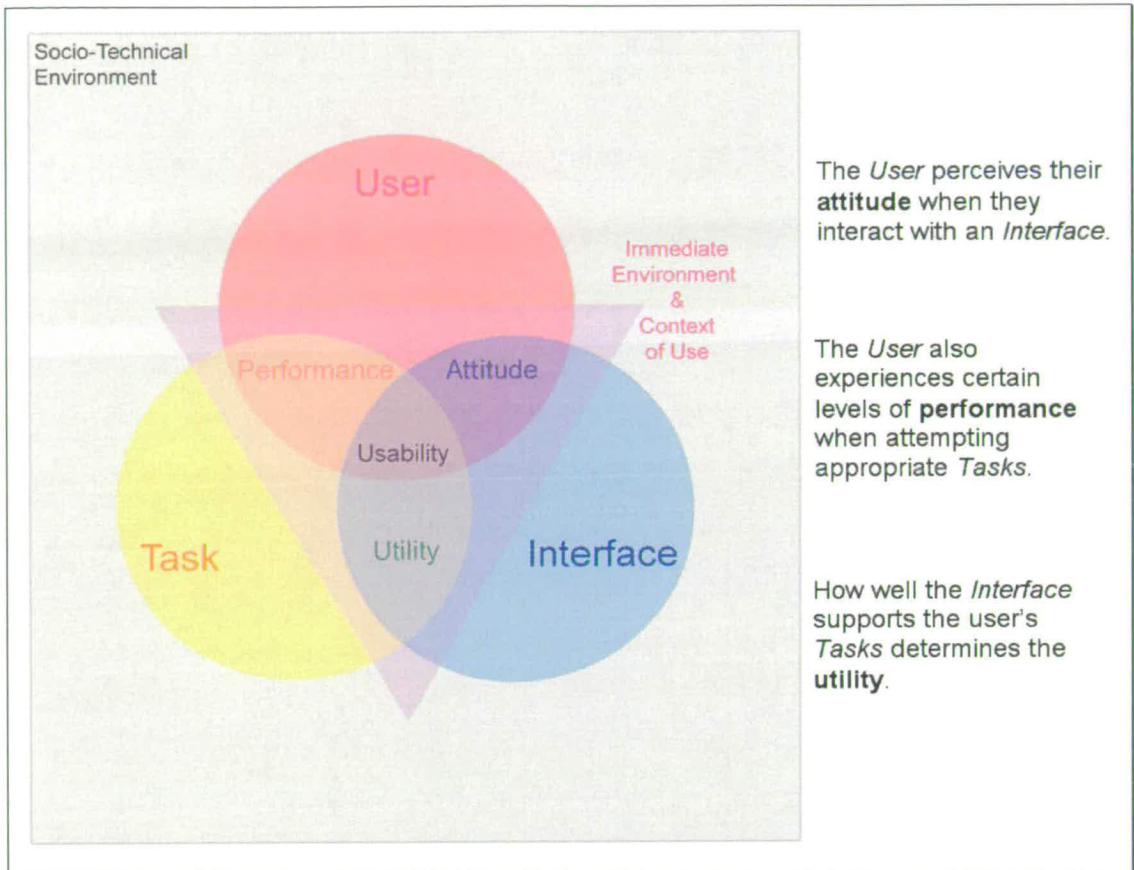 Socio-Technical
Environment
User
Immediate
Environment
&
Context
of Use
Performance
Attitude
Usability
Task
Utility
Interface
The User perceives their
attitude when they
interact with an Interface.
The User also
experiences certain
levels of performance
when attempting
appropriate Tasks.
How well the Interface
supports the user's
Tasks determines the
utility.